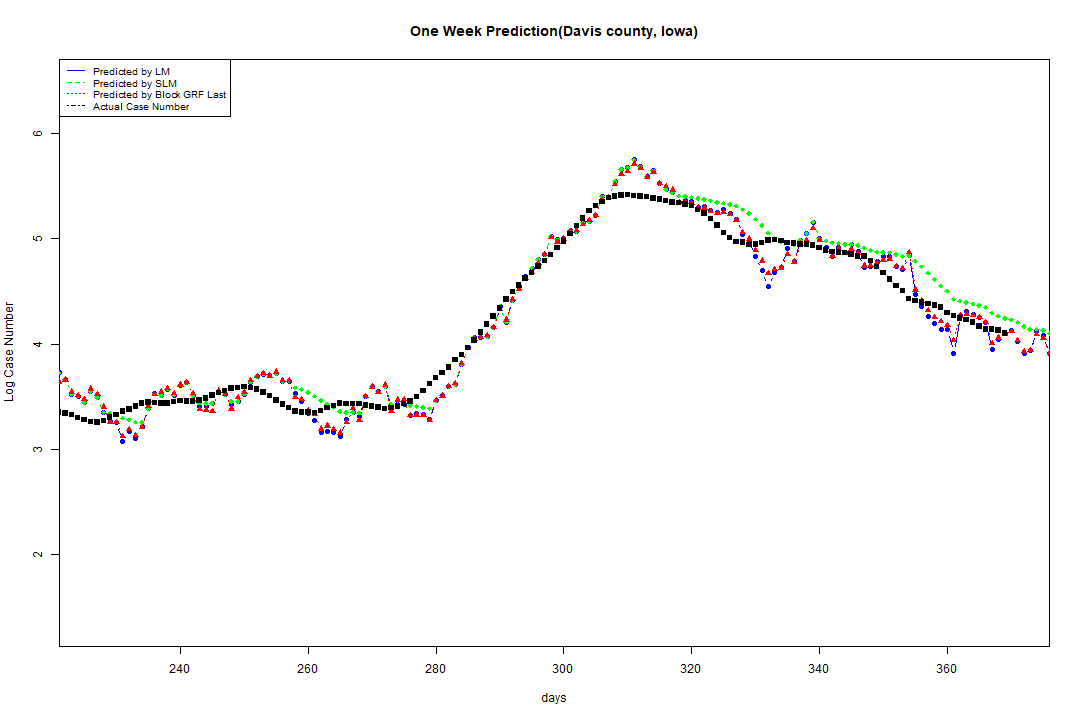 One Week Prediction(Davis county, Iowa)
Predicted by LM
Predicted by SLM
Predicted by Block GRF Last
Actual Case Number
6
5
4
3
2
Log Case Number
240 260 280 300 320 340 360
days